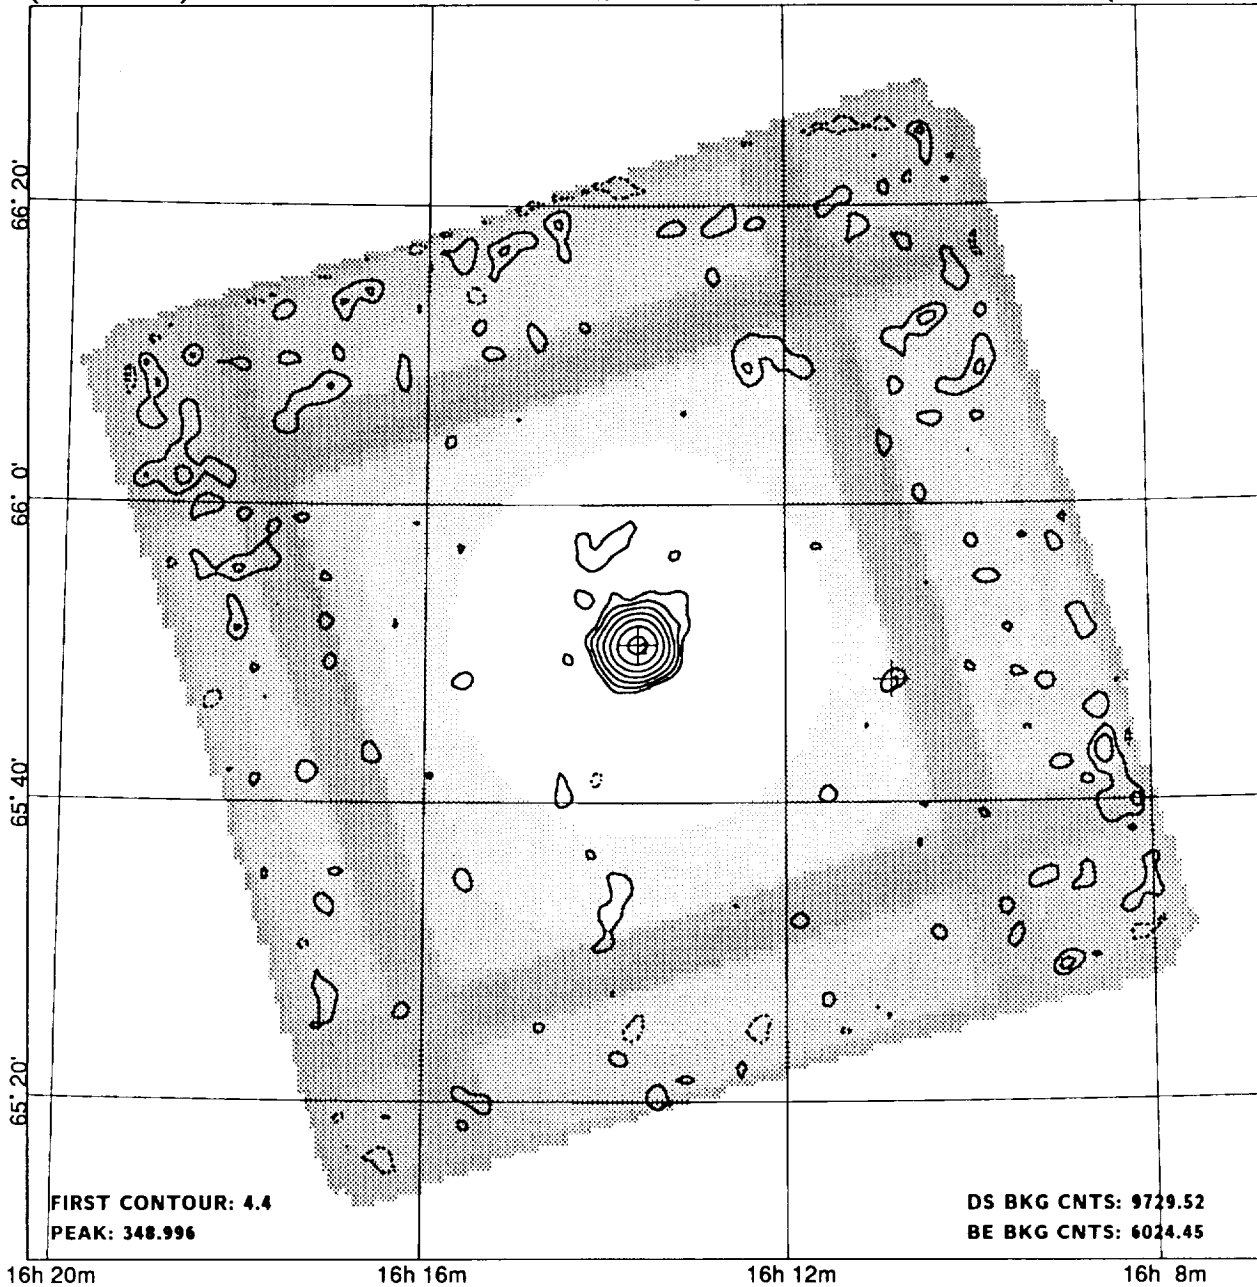 66° 20'
66° 0'
65° 40'
65° 20'
FIRST CONTOUR: 4.4
PEAK: 348.996
DS BKG CNTS: 9729.52
BE BKG CNTS: 6024.45
16h 20m
16h 16m
16h 12m
16h 8m